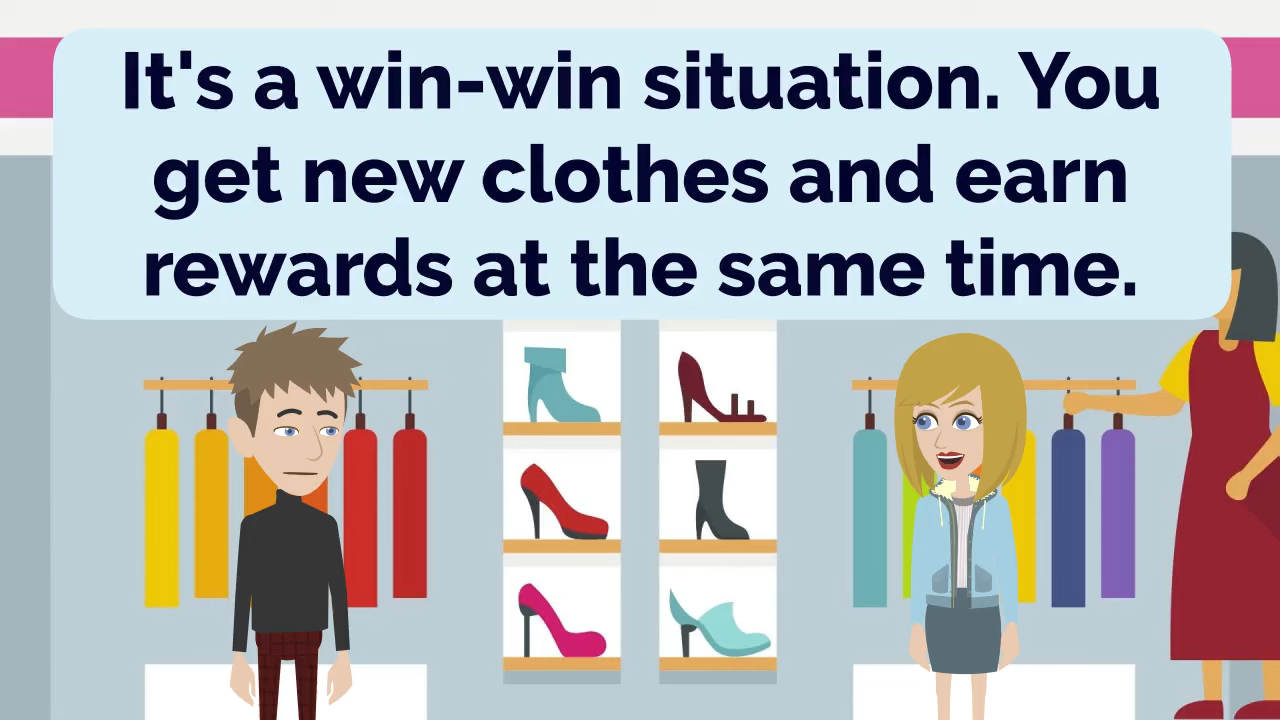 It's a win-win situation. You
get new clothes and earn
rewards at the same time.